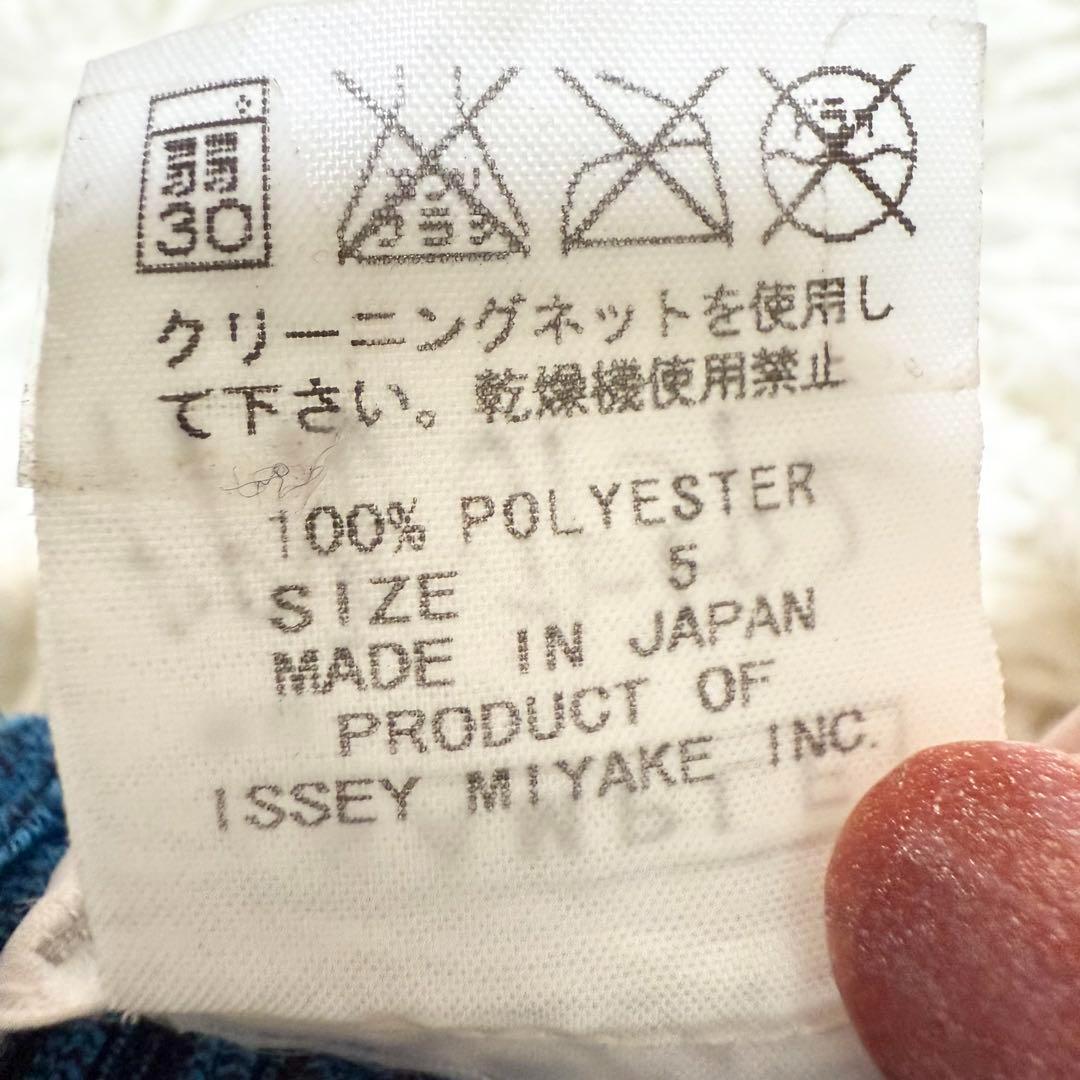 弱
30
クリーニングネットを使用し
て下さい。乾燥機使用禁止
100% POLYESTER
SIZE 5
MADE IN JAPAN
PRODUCT OF
ISSEY MIYAKE INC.